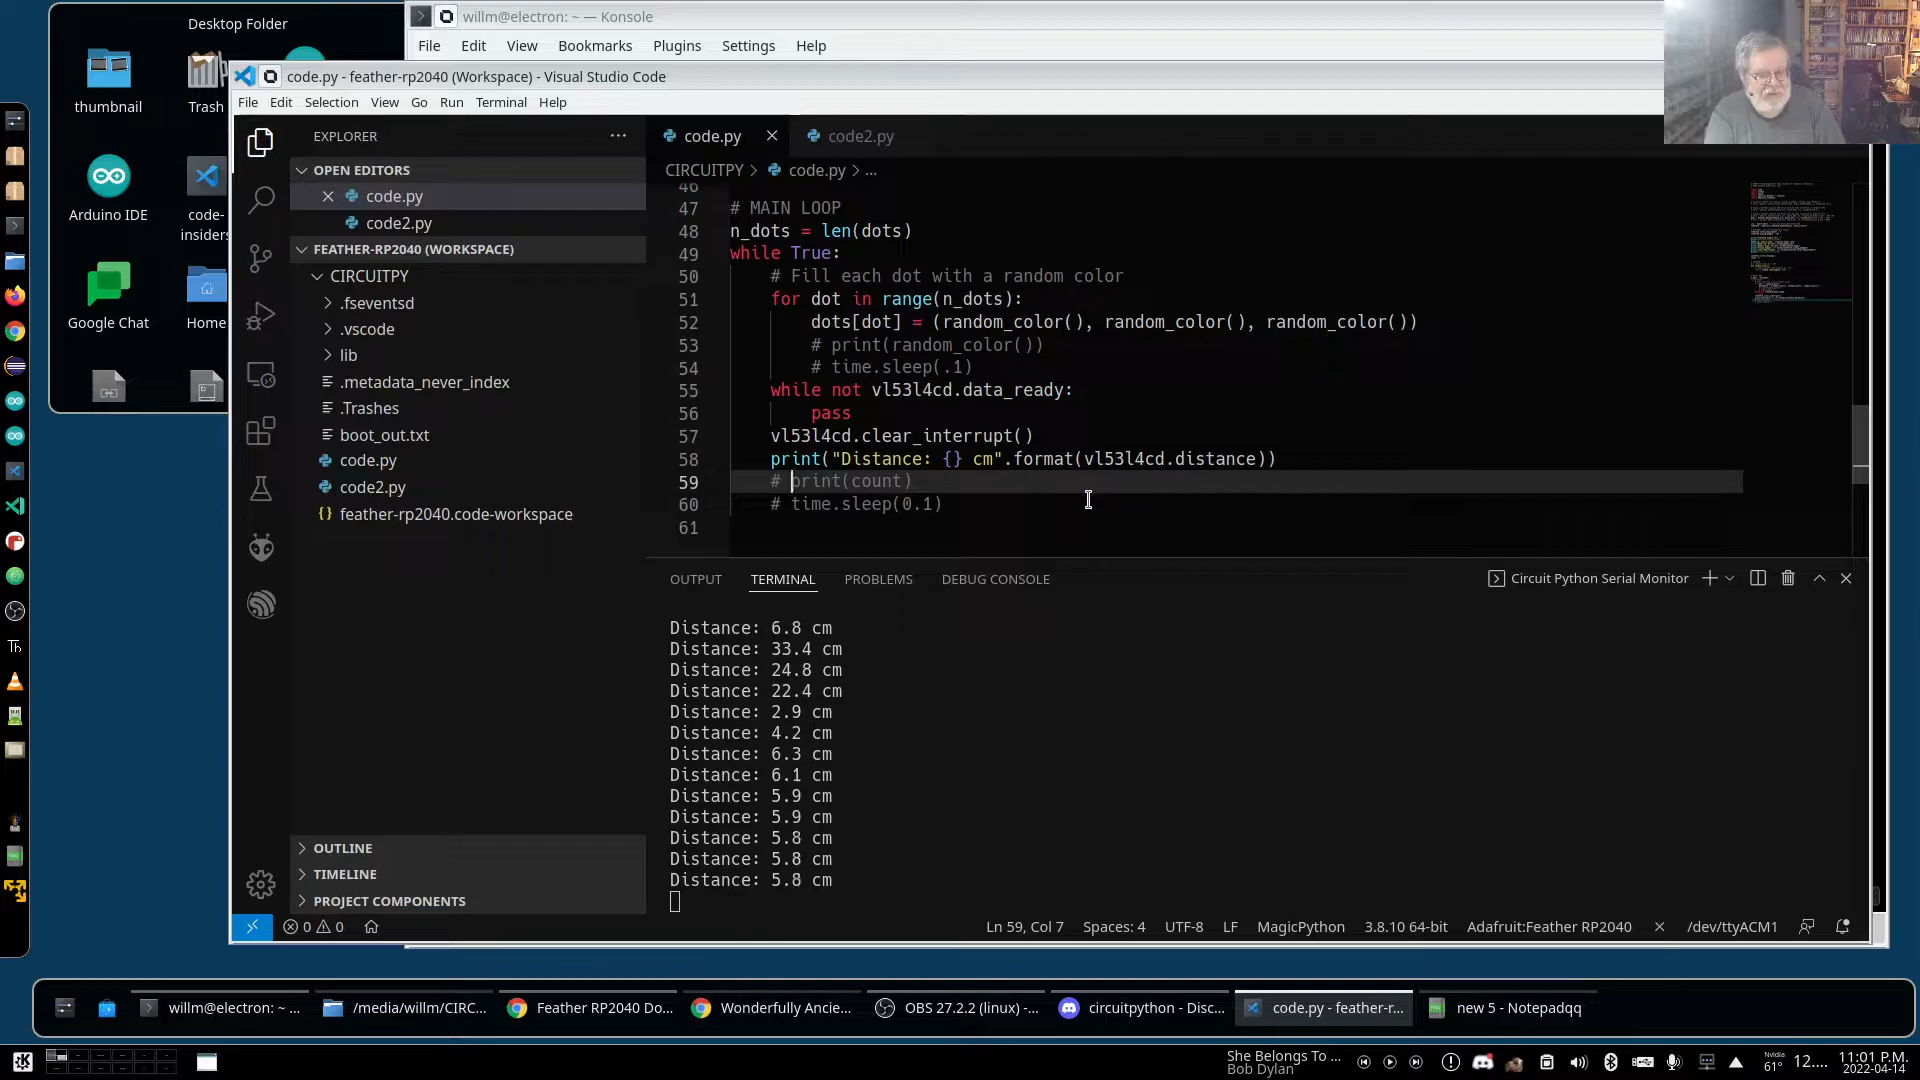 Desktop Folder
thumbnail
Trash
Arduino IDE
code-
insiders
Google Chat
Home
willm@electron: ~ — Konsole
File Edit View Bookmarks Plugins Settings Help
code.py - feather-rp2040 (Workspace) - Visual Studio Code
File Edit Selection View Go Run Terminal Help
EXPLORER
OPEN EDITORS
code.py
code2.py
FEATHER-RP2040 (WORKSPACE)
CIRCUITPY
.fseventsd
.vscode
lib
.metadata_never_index
.Trashes
boot_out.txt
code.py
code2.py
feather-rp2040.code-workspace
OUTLINE
TIMELINE
PROJECT COMPONENTS
code.py code2.py
CIRCUITPY > code.py > ...
46
47 # MAIN LOOP
48 n_dots = len(dots)
49 while True:
50 # Fill each dot with a random color
51 for dot in range(n_dots):
52 dots[dot] = (random_color(), random_color(), random_color())
53 # print(random_color())
54 # time.sleep(.1)
55 while not vl53l4cd.data_ready:
56 pass
57 vl53l4cd.clear_interrupt()
58 print("Distance: {} cm".format(vl53l4cd.distance))
59 # print(count)
60 # time.sleep(0.1)
61
OUTPUT TERMINAL PROBLEMS DEBUG CONSOLE
Circuit Python Serial Monitor
Distance: 6.8 cm
Distance: 33.4 cm
Distance: 24.8 cm
Distance: 22.4 cm
Distance: 2.9 cm
Distance: 4.2 cm
Distance: 6.3 cm
Distance: 6.1 cm
Distance: 5.9 cm
Distance: 5.9 cm
Distance: 5.8 cm
Distance: 5.8 cm
Distance: 5.8 cm
0 0
Ln 59, Col 7 Spaces: 4 UTF-8 LF MagicPython 3.8.10 64-bit Adafruit:Feather RP2040 /dev/ttyACM1
willm@electron: ~ ... /media/willm/CIRC... Feather RP2040 Do... Wonderfully Ancie... OBS 27.2.2 (linux) -... circuitpython - Disc... code.py - feather-r... new 5 - Notepadqq
She Belongs To ...
Bob Dylan
Nvidia
61°
12....
11:01 P.M.
2022-04-14